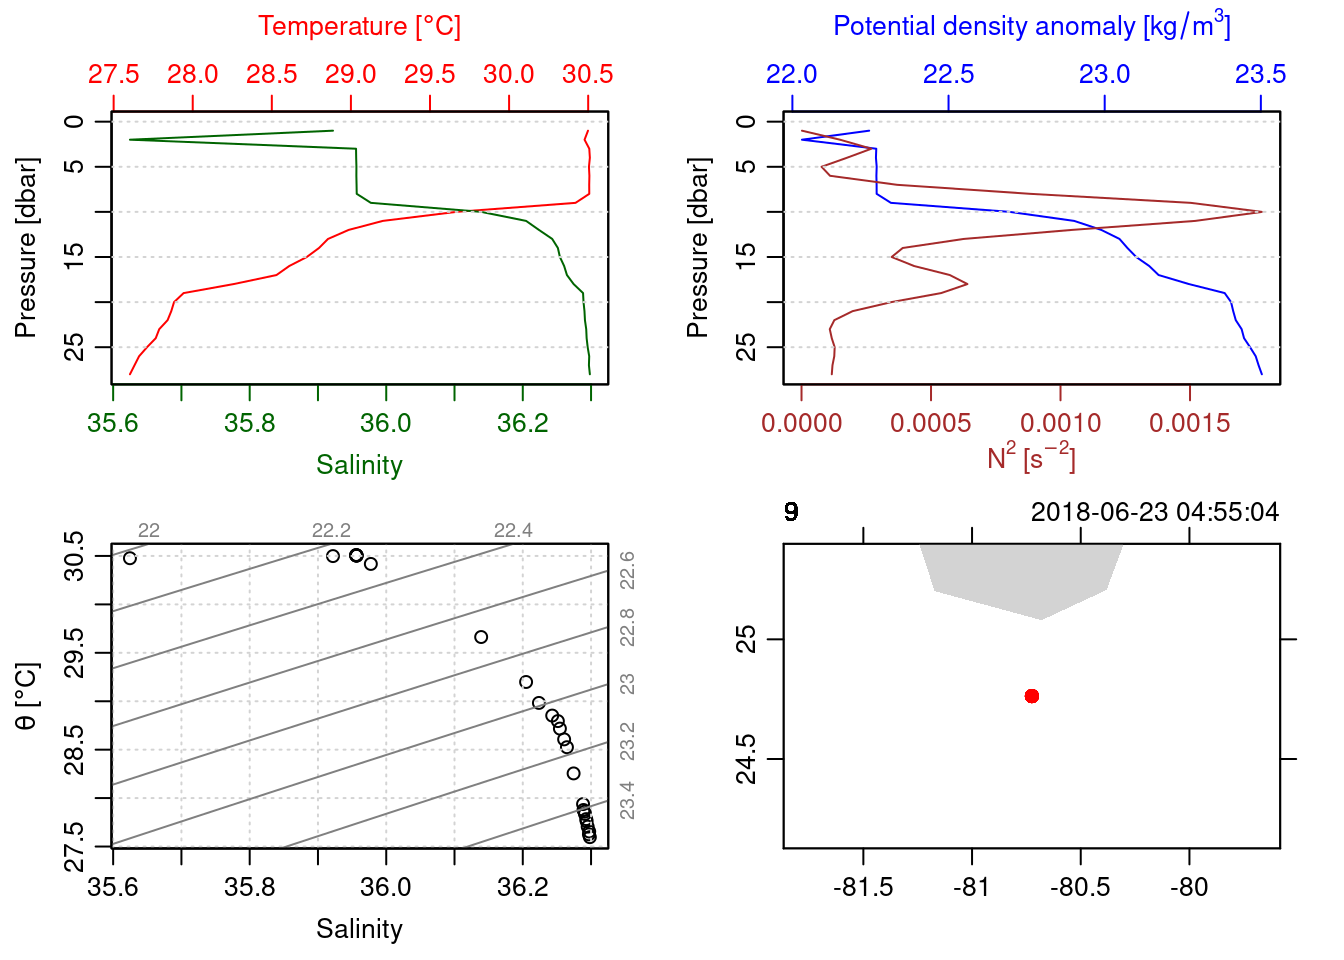 Temperature [°C]
27.5 28.0 28.5 29.0 29.5 30.0 30.5
Pressure [dbar]
0
5
15
25
35.6 35.8 36.0 36.2
Salinity
Potential density anomaly [kg/m³]
22.0 22.5 23.0 23.5
Pressure [dbar]
0
5
15
25
0.0000 0.0005 0.0010 0.0015
N² [s⁻²]
22 22.2 22.4
22.6
22.8
23
23.2
23.4
θ [°C]
30.5
29.5
28.5
27.5
35.6 35.8 36.0 36.2
Salinity
2018-06-23 04:55:04
25
24.5
-81.5 -81 -80.5 -80